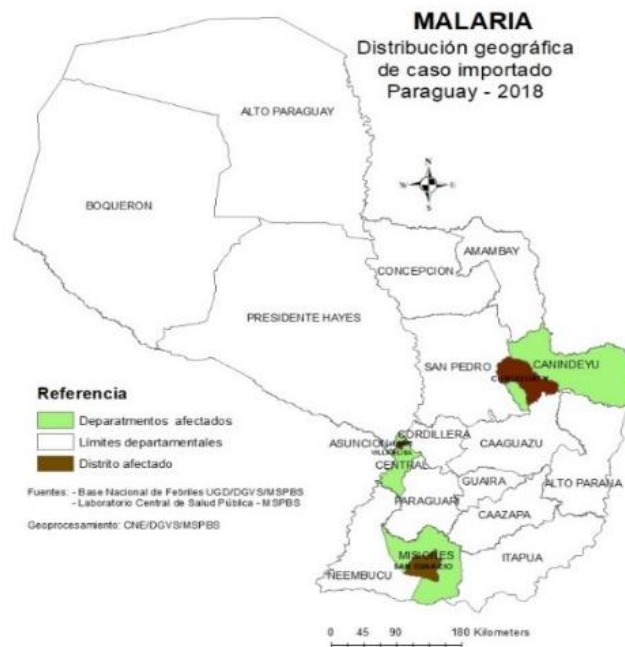 MALARIA
Distribución geográfica
de caso importado
Paraguay - 2018
ALTO PARAGUAY
N
W E
S
BOQUERON
AMAMBAY
CONCEPCION
PRESIDENTE HAYES
SAN PEDRO
CANINDEYU
CURUGUATY
Referencia
Deparatmentos afectados
Límites departamentales
Distrito afectado
ASUNCION
CORDILLERA
CAAGUAZU
CENTRAL
ALTO PARANA
GUAIRA
PARAGUARI
CAAZAPA
MISIONES
SAN IGNACIO
ITAPUA
ÑEEMBUCU
Fuentes: - Base Nacional de Febriles UGD/DGVS/MSPBS
- Laboratorio Central de Salud Pública - MSPBS
Geoprocesamiento: CNE/DGVS/MSPBS
0 45 90 180 Kilometers